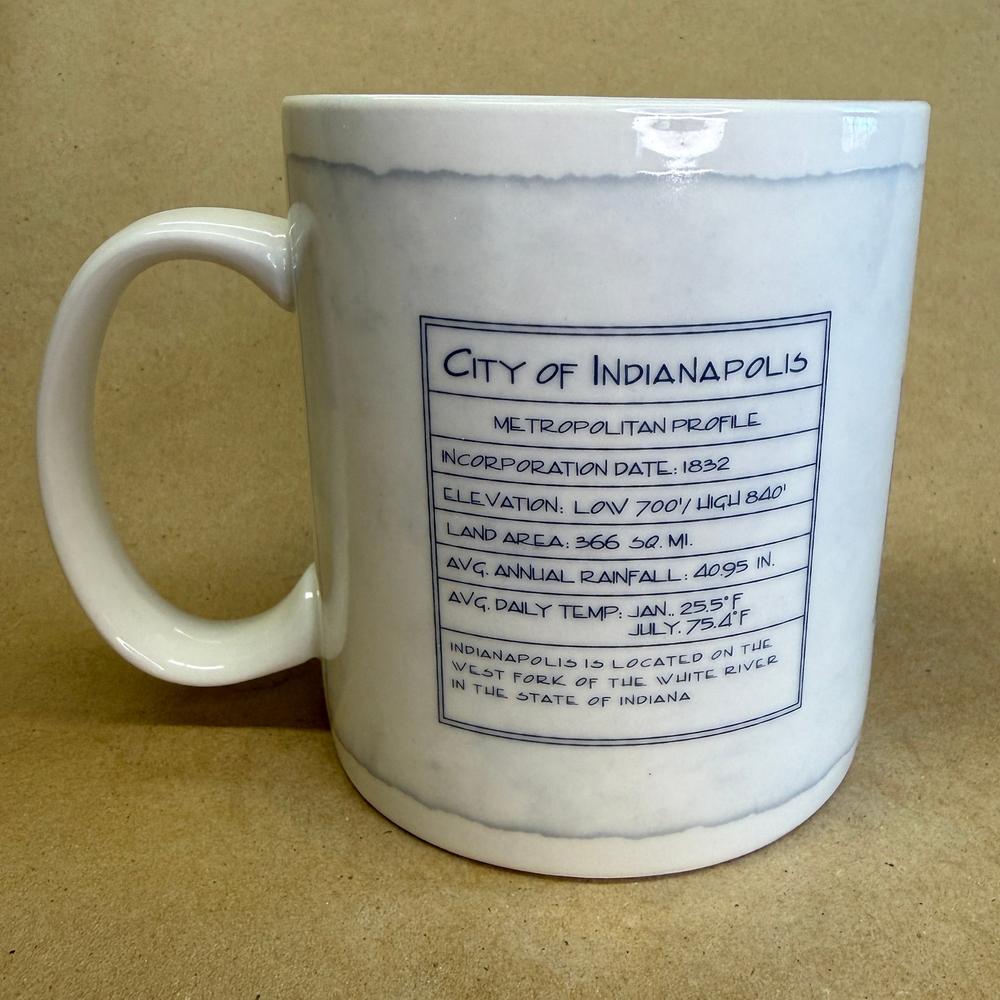 CITY OF INDIANAPOLIS
METROPOLITAN PROFILE
INCORPORATION DATE: 1832
ELEVATION: LOW 700'/ HIGH 840'
LAND AREA: 366 SQ. MI.
AVG. ANNUAL RAINFALL: 40.95 IN.
AVG. DAILY TEMP: JAN.. 25.5°F
JULY. 75.4°F
INDIANAPOLIS IS LOCATED ON THE
WEST FORK OF THE WHITE RIVER
IN THE STATE OF INDIANA